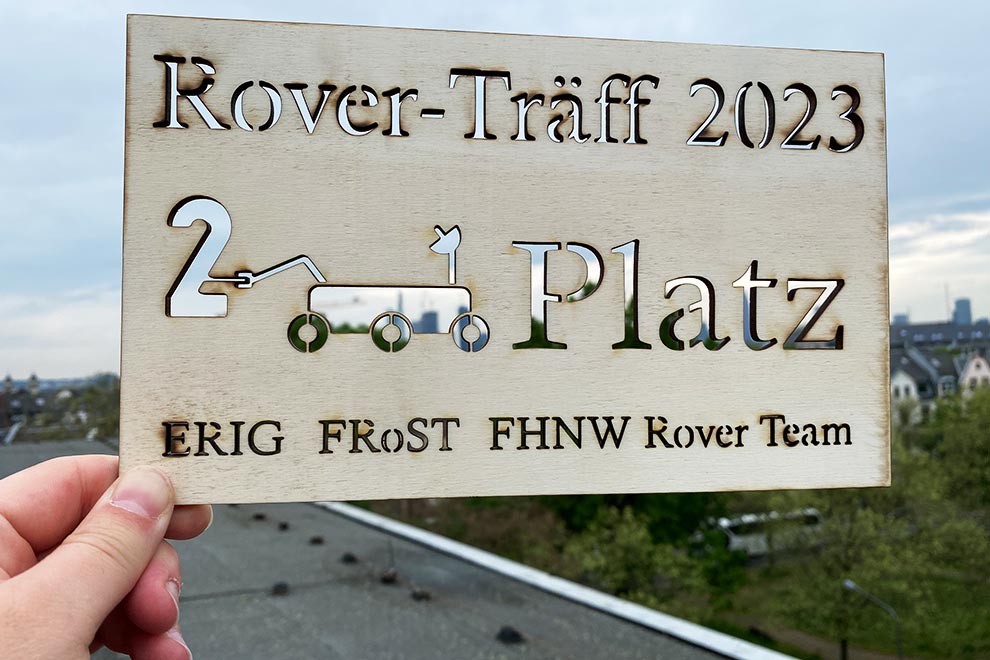 Rover-Träff 2023
2 Platz
ERIG FRoST FHNW Rover Team